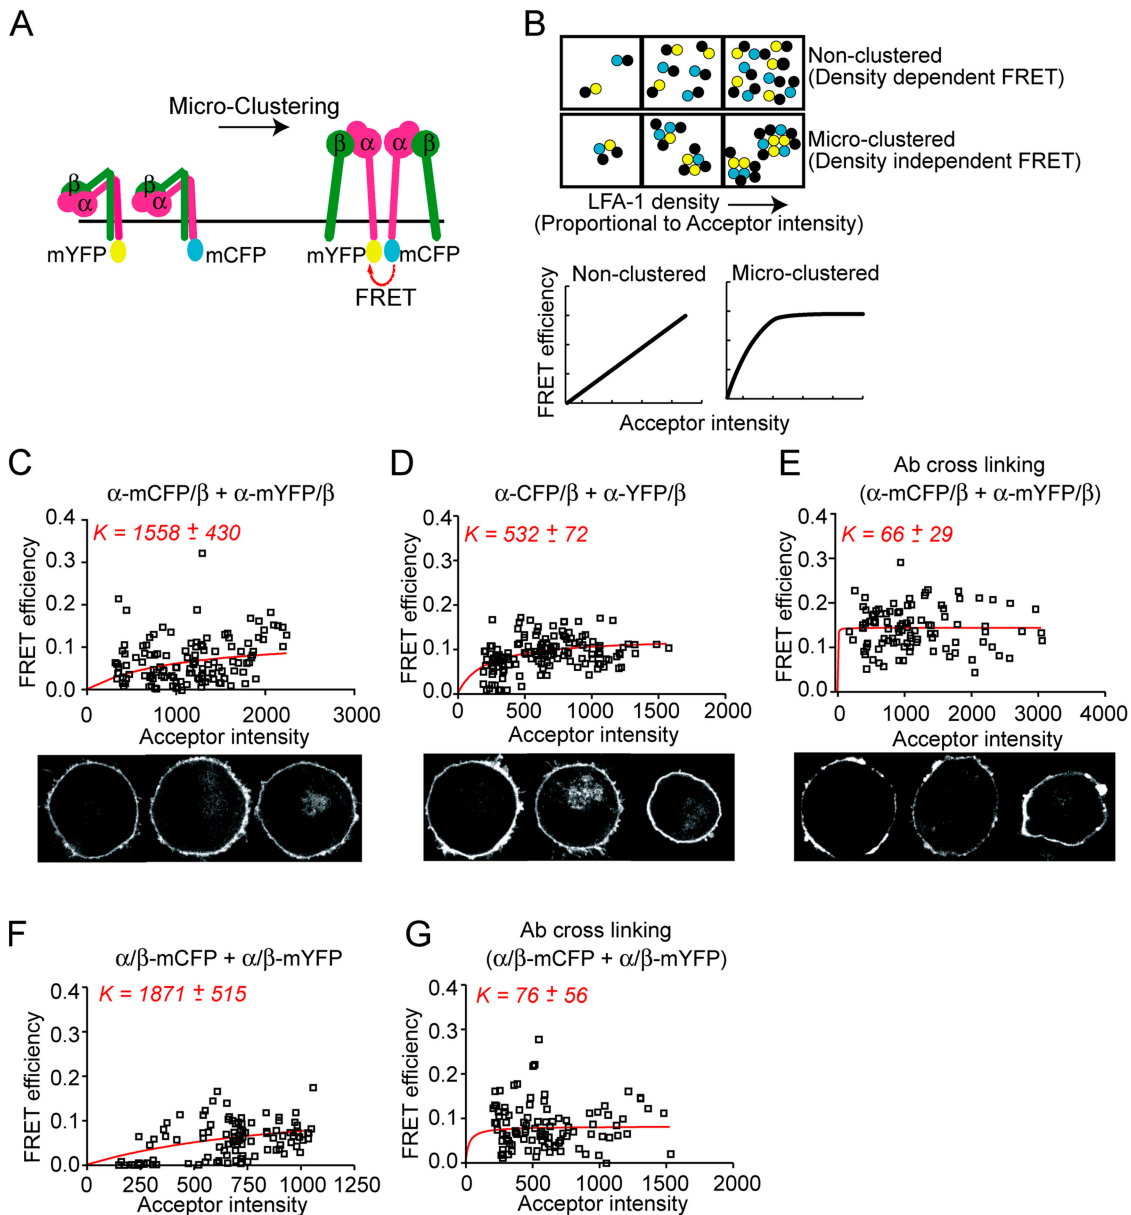 A
Micro-Clustering
β
α
β
α
β
α
α
β
mYFP
mCFP
mYFP
mCFP
FRET
B
Non-clustered
(Density dependent FRET)
Micro-clustered
(Density independent FRET)
LFA-1 density
(Proportional to Acceptor intensity)
Non-clustered
Micro-clustered
FRET efficiency
Acceptor intensity
C
α-mCFP/β + α-mYFP/β
K = 1558 ± 430
FRET efficiency
0.4
0.3
0.2
0.1
0.0
0
1000
2000
3000
Acceptor intensity
D
α-CFP/β + α-YFP/β
K = 532 ± 72
FRET efficiency
0.4
0.3
0.2
0.1
0.0
0
500
1000
1500
2000
Acceptor intensity
E
Ab cross linking
(α-mCFP/β + α-mYFP/β)
K = 66 ± 29
FRET efficiency
0.4
0.3
0.2
0.1
0.0
0
1000
2000
3000
4000
Acceptor intensity
F
α/β-mCFP + α/β-mYFP
K = 1871 ± 515
FRET efficiency
0.4
0.3
0.2
0.1
0.0
0
250
500
750
1000
1250
Acceptor intensity
G
Ab cross linking
(α/β-mCFP + α/β-mYFP)
K = 76 ± 56
FRET efficiency
0.4
0.3
0.2
0.1
0.0
0
500
1000
1500
2000
Acceptor intensity